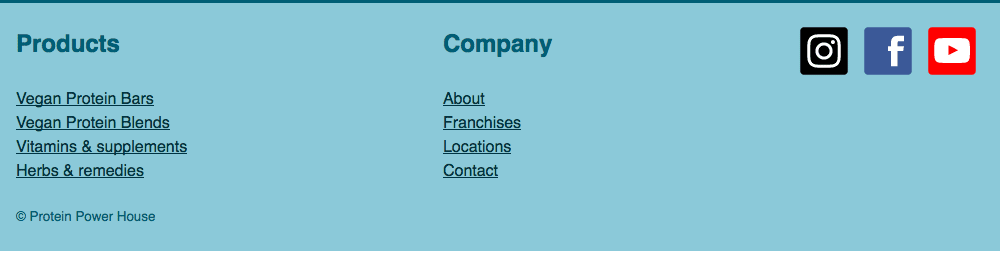 Products
Vegan Protein Bars
Vegan Protein Blends
Vitamins & supplements
Herbs & remedies
Company
About
Franchises
Locations
Contact
© Protein Power House